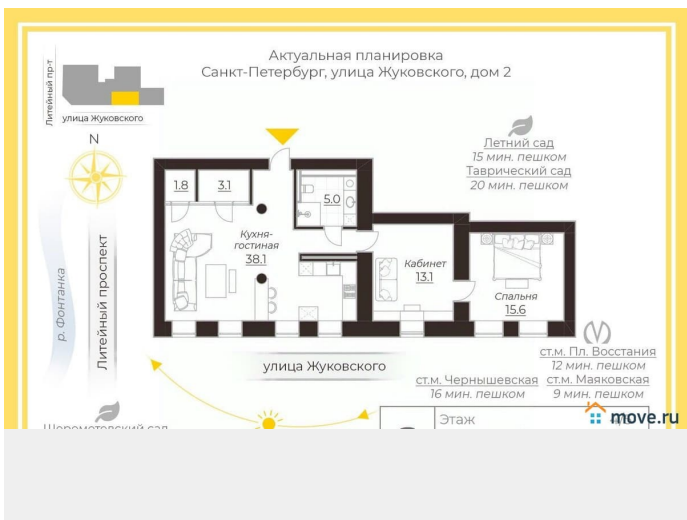 Актуальная планировка
Санкт-Петербург, улица Жуковского, дом 2
Литейный пр-т
улица Жуковского
N
Летний сад
15 мин. пешком
Таврический сад
20 мин. пешком
1.8
3.1
5.0
Кухня-
гостиная
38.1
Кабинет
13.1
Спальня
15.6
р. Фонтанка
Литейный проспект
улица Жуковского
ст.м. Пл. Восстания
12 мин. пешком
ст.м. Чернышевская
16 мин. пешком
ст.м. Маяковская
9 мин. пешком
Шереметевский сад
Этаж
move.ru